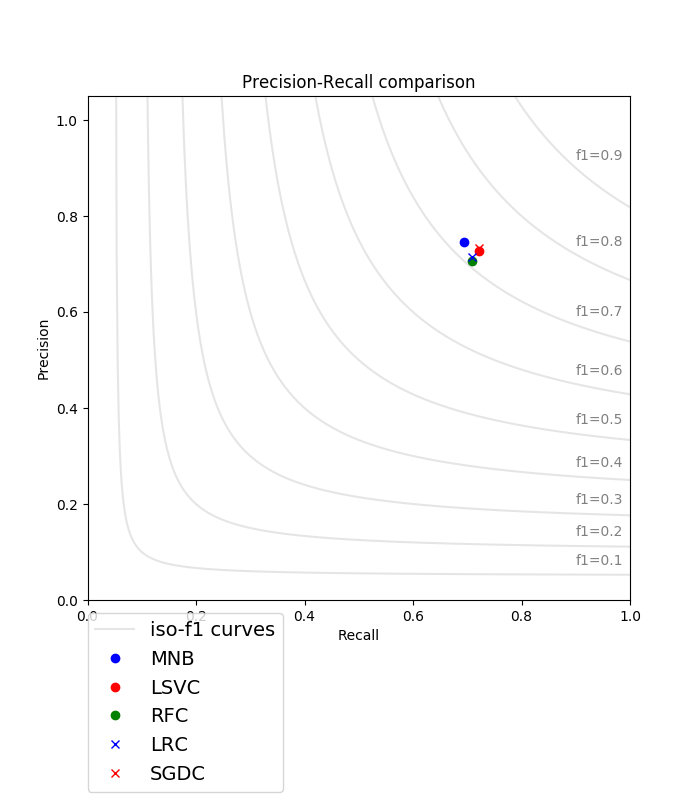 Precision-Recall comparison
1.0
0.8
0.6
0.4
0.2
0.0
Precision
f1=0.9
f1=0.8
f1=0.7
f1=0.6
f1=0.5
f1=0.4
f1=0.3
f1=0.2
f1=0.1
0.0 0.2 0.4 0.6 0.8 1.0
Recall
iso-f1 curves
MNB
LSVC
RFC
LRC
SGDC